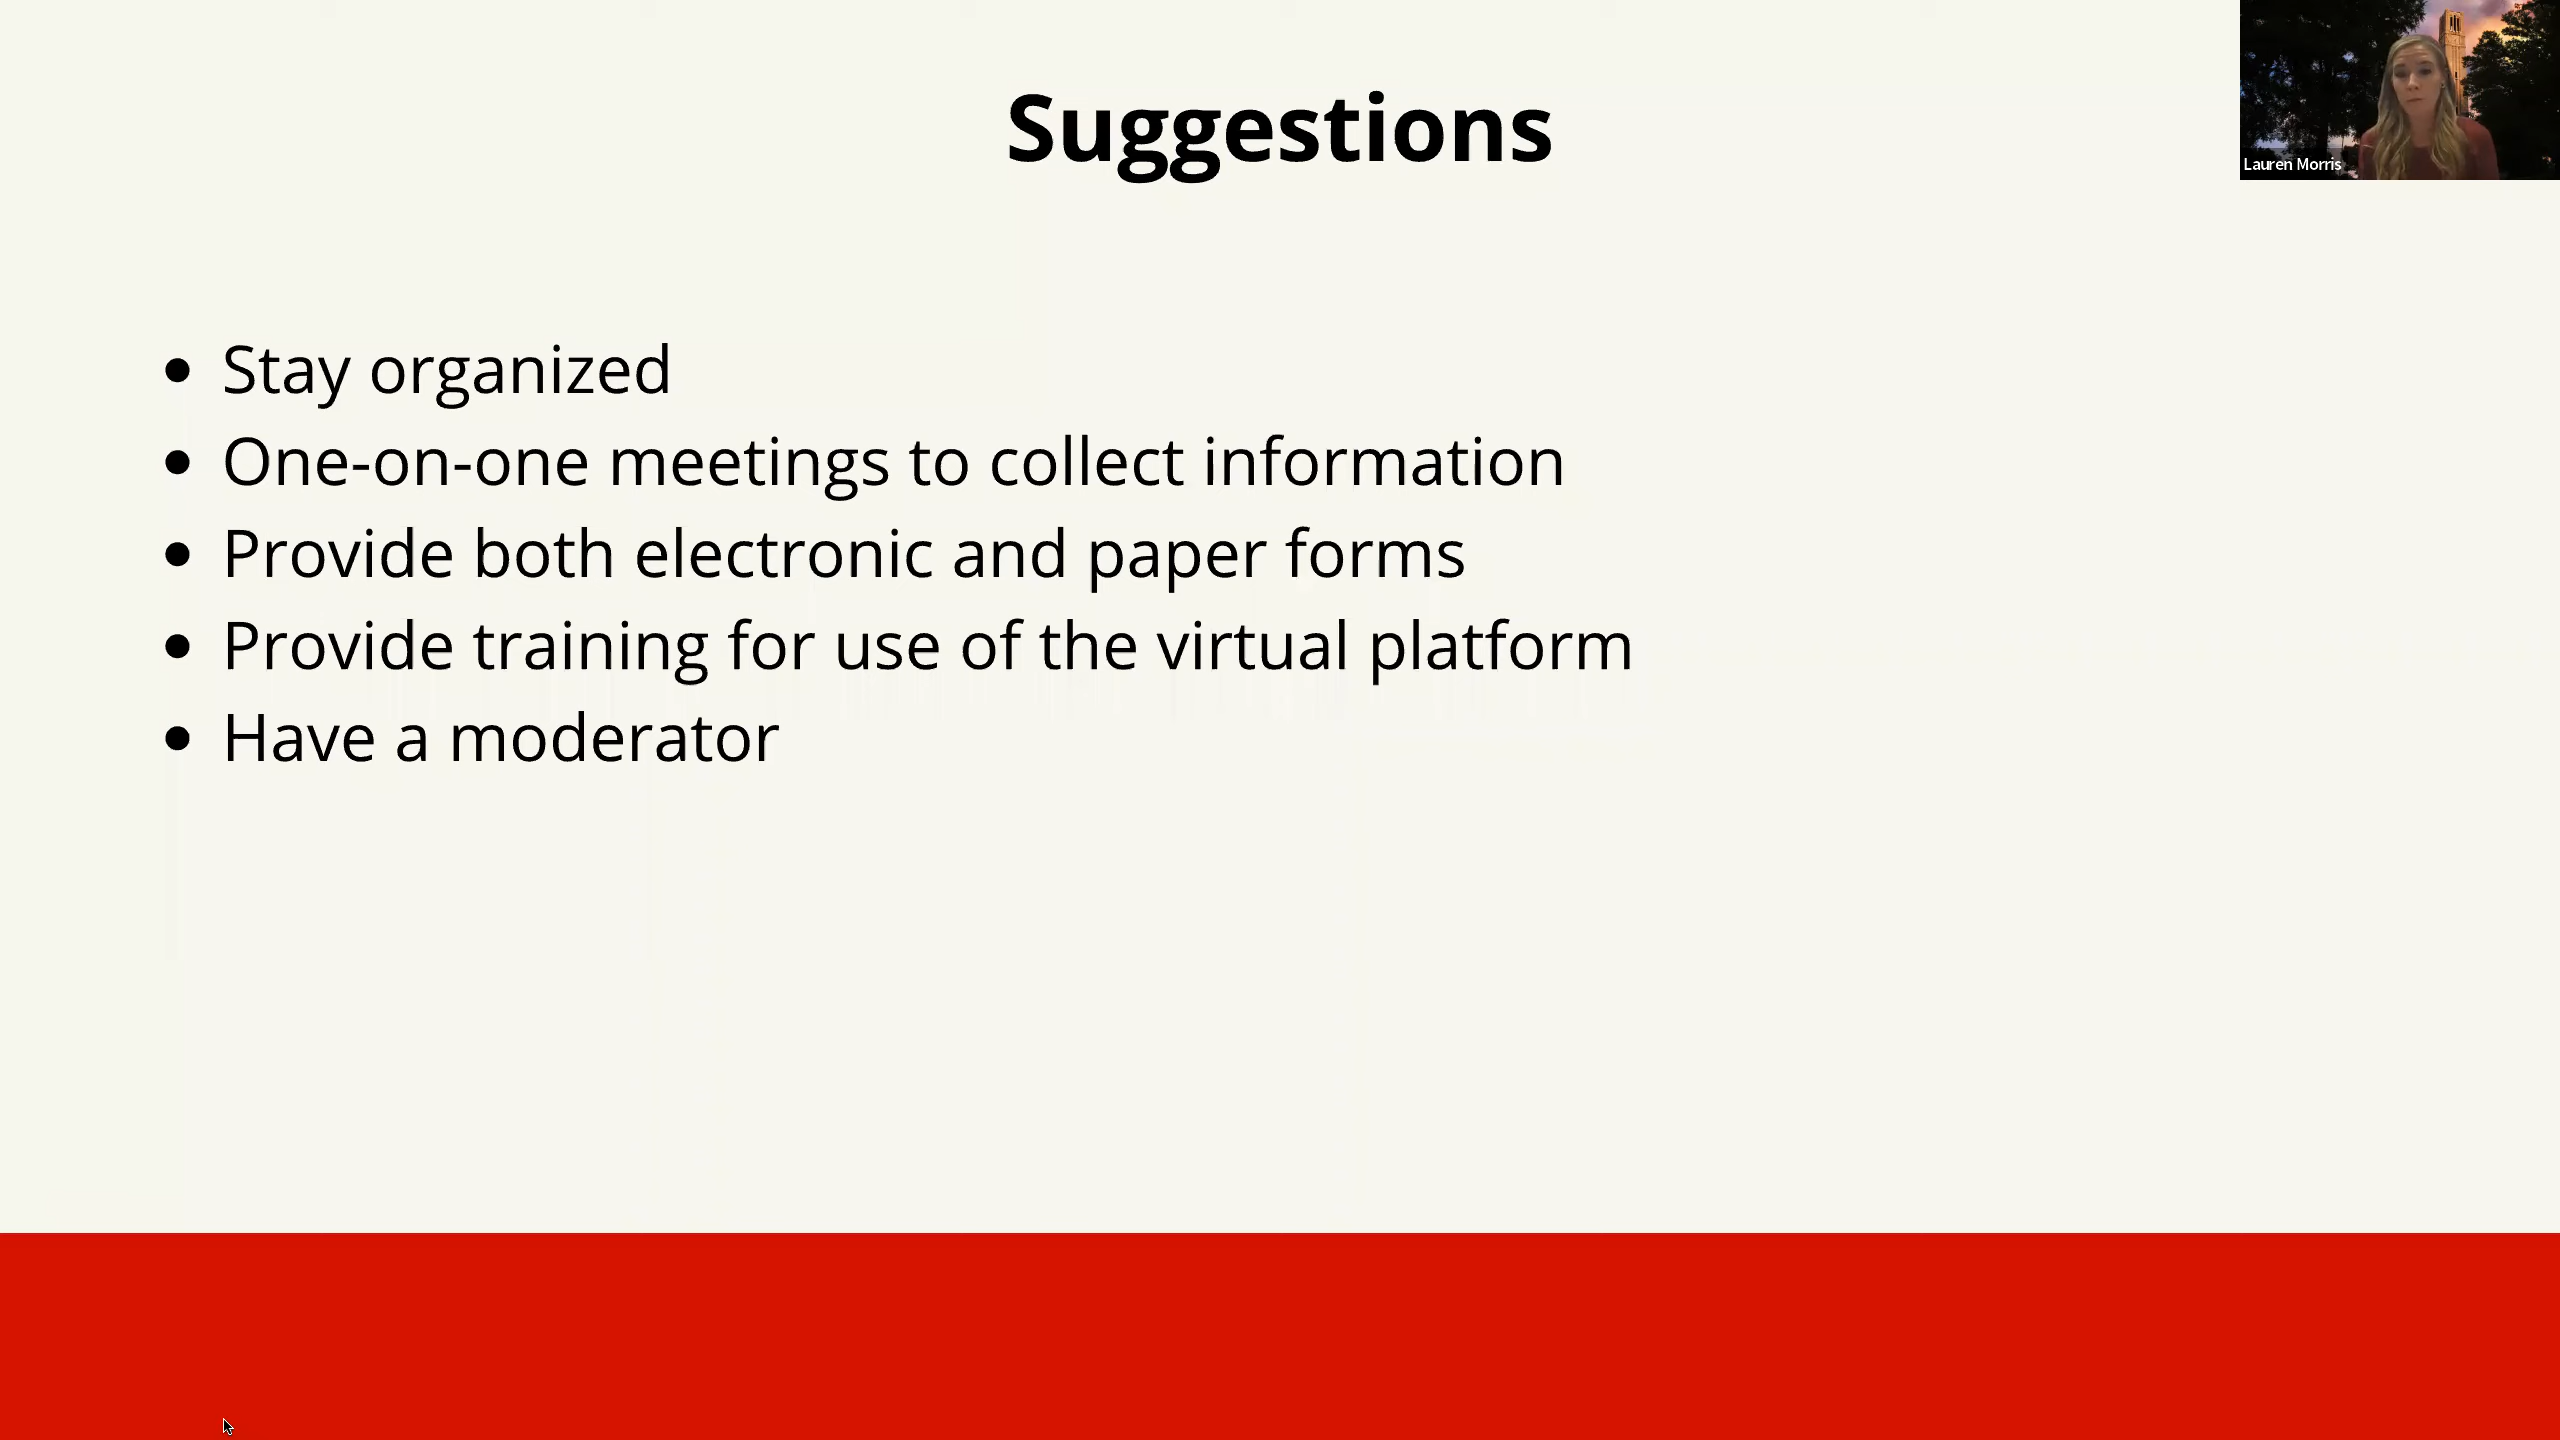 Suggestions
Lauren Morris
• Stay organized
• One-on-one meetings to collect information
• Provide both electronic and paper forms
• Provide training for use of the virtual platform
• Have a moderator